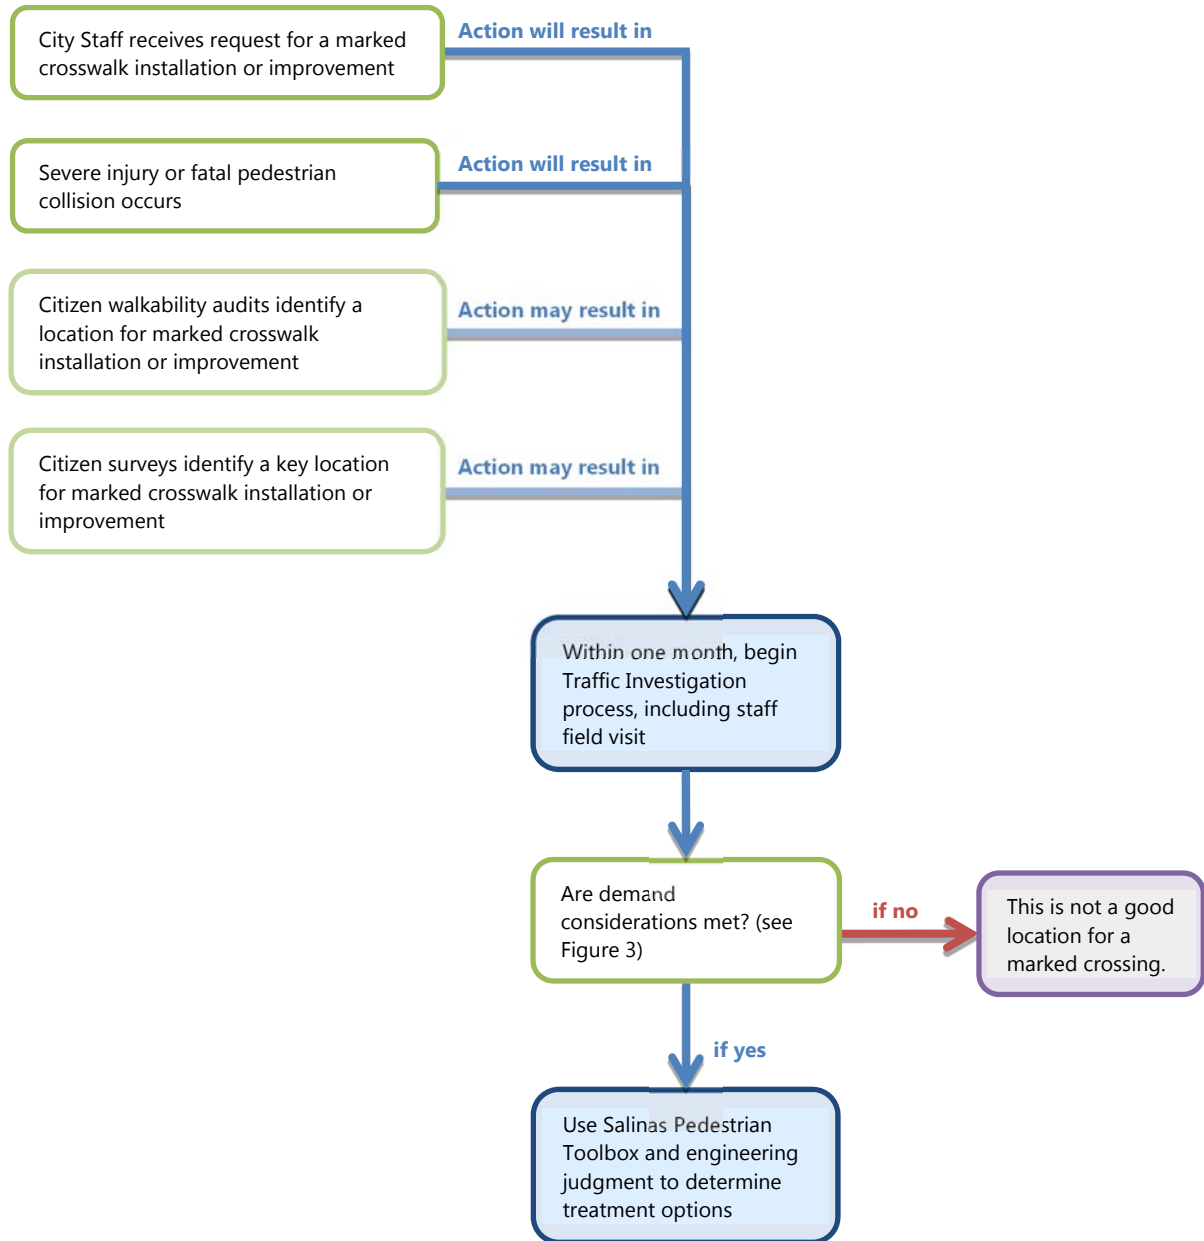 City Staff receives request for a marked
crosswalk installation or improvement
Action will result in
Severe injury or fatal pedestrian
collision occurs
Action will result in
Citizen walkability audits identify a
location for marked crosswalk
installation or improvement
Action may result in
Citizen surveys identify a key location
for marked crosswalk installation or
improvement
Action may result in
Within one month, begin
Traffic Investigation
process, including staff
field visit
Are demand
considerations met? (see
Figure 3)
if no
This is not a good
location for a
marked crossing.
if yes
Use Salinas Pedestrian
Toolbox and engineering
judgment to determine
treatment options